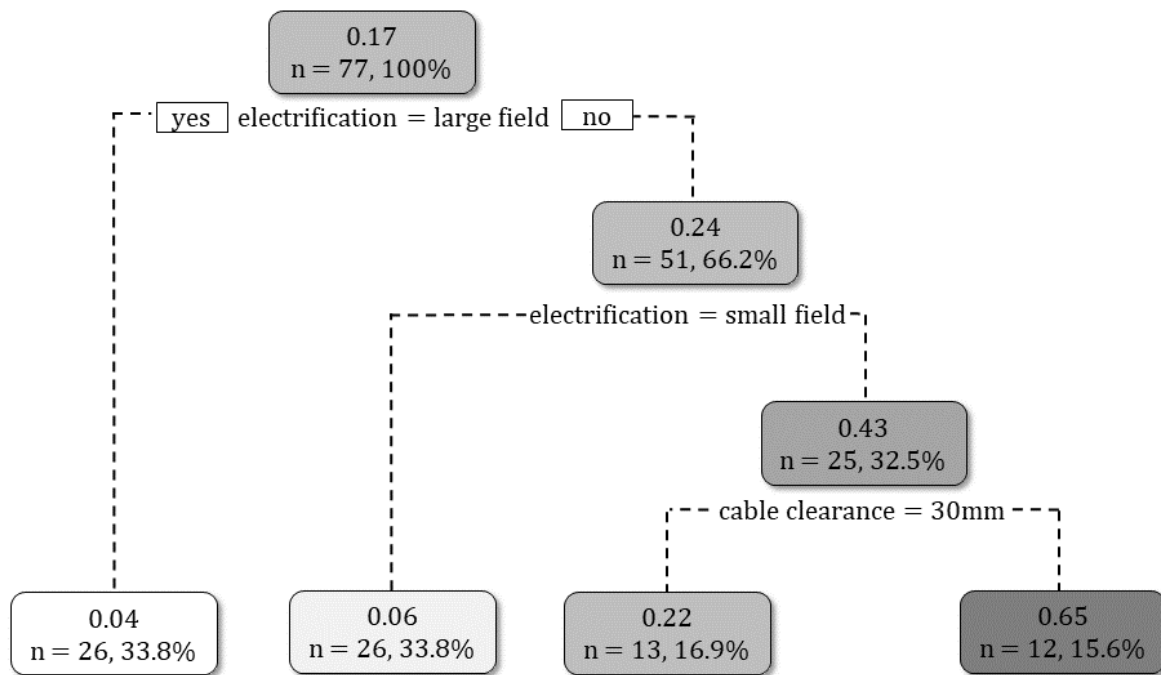 0.17
n = 77, 100%
yes electrification = large field no
0.24
n = 51, 66.2%
electrification = small field
0.43
n = 25, 32.5%
cable clearance = 30mm
0.04
n = 26, 33.8%
0.06
n = 26, 33.8%
0.22
n = 13, 16.9%
0.65
n = 12, 15.6%